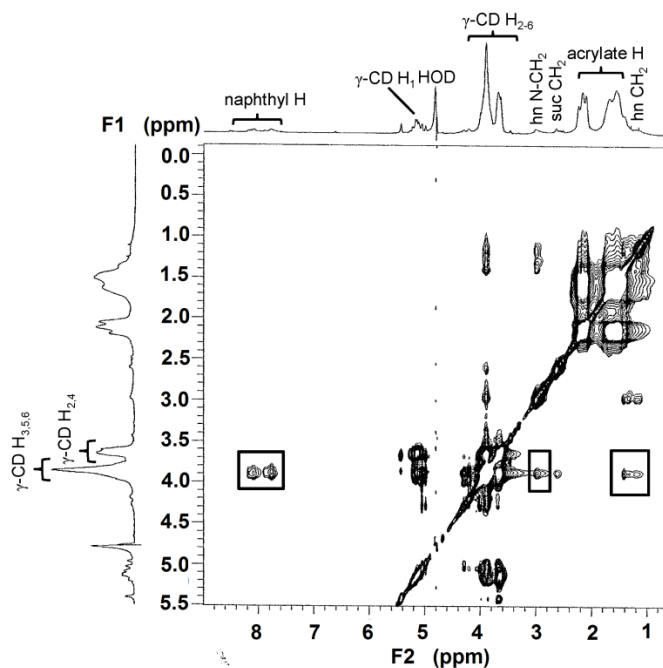 γ-CD H2-6
γ-CD H1 HOD
naphthyl H
hn N-CH2
suc CH2
acrylate H
hn CH2
F1 (ppm)
0.0
0.5
1.0
1.5
2.0
2.5
3.0
3.5
4.0
4.5
5.0
5.5
γ-CD H3,5,6
γ-CD H2,4
8 7 6 5 4 3 2 1
F2 (ppm)